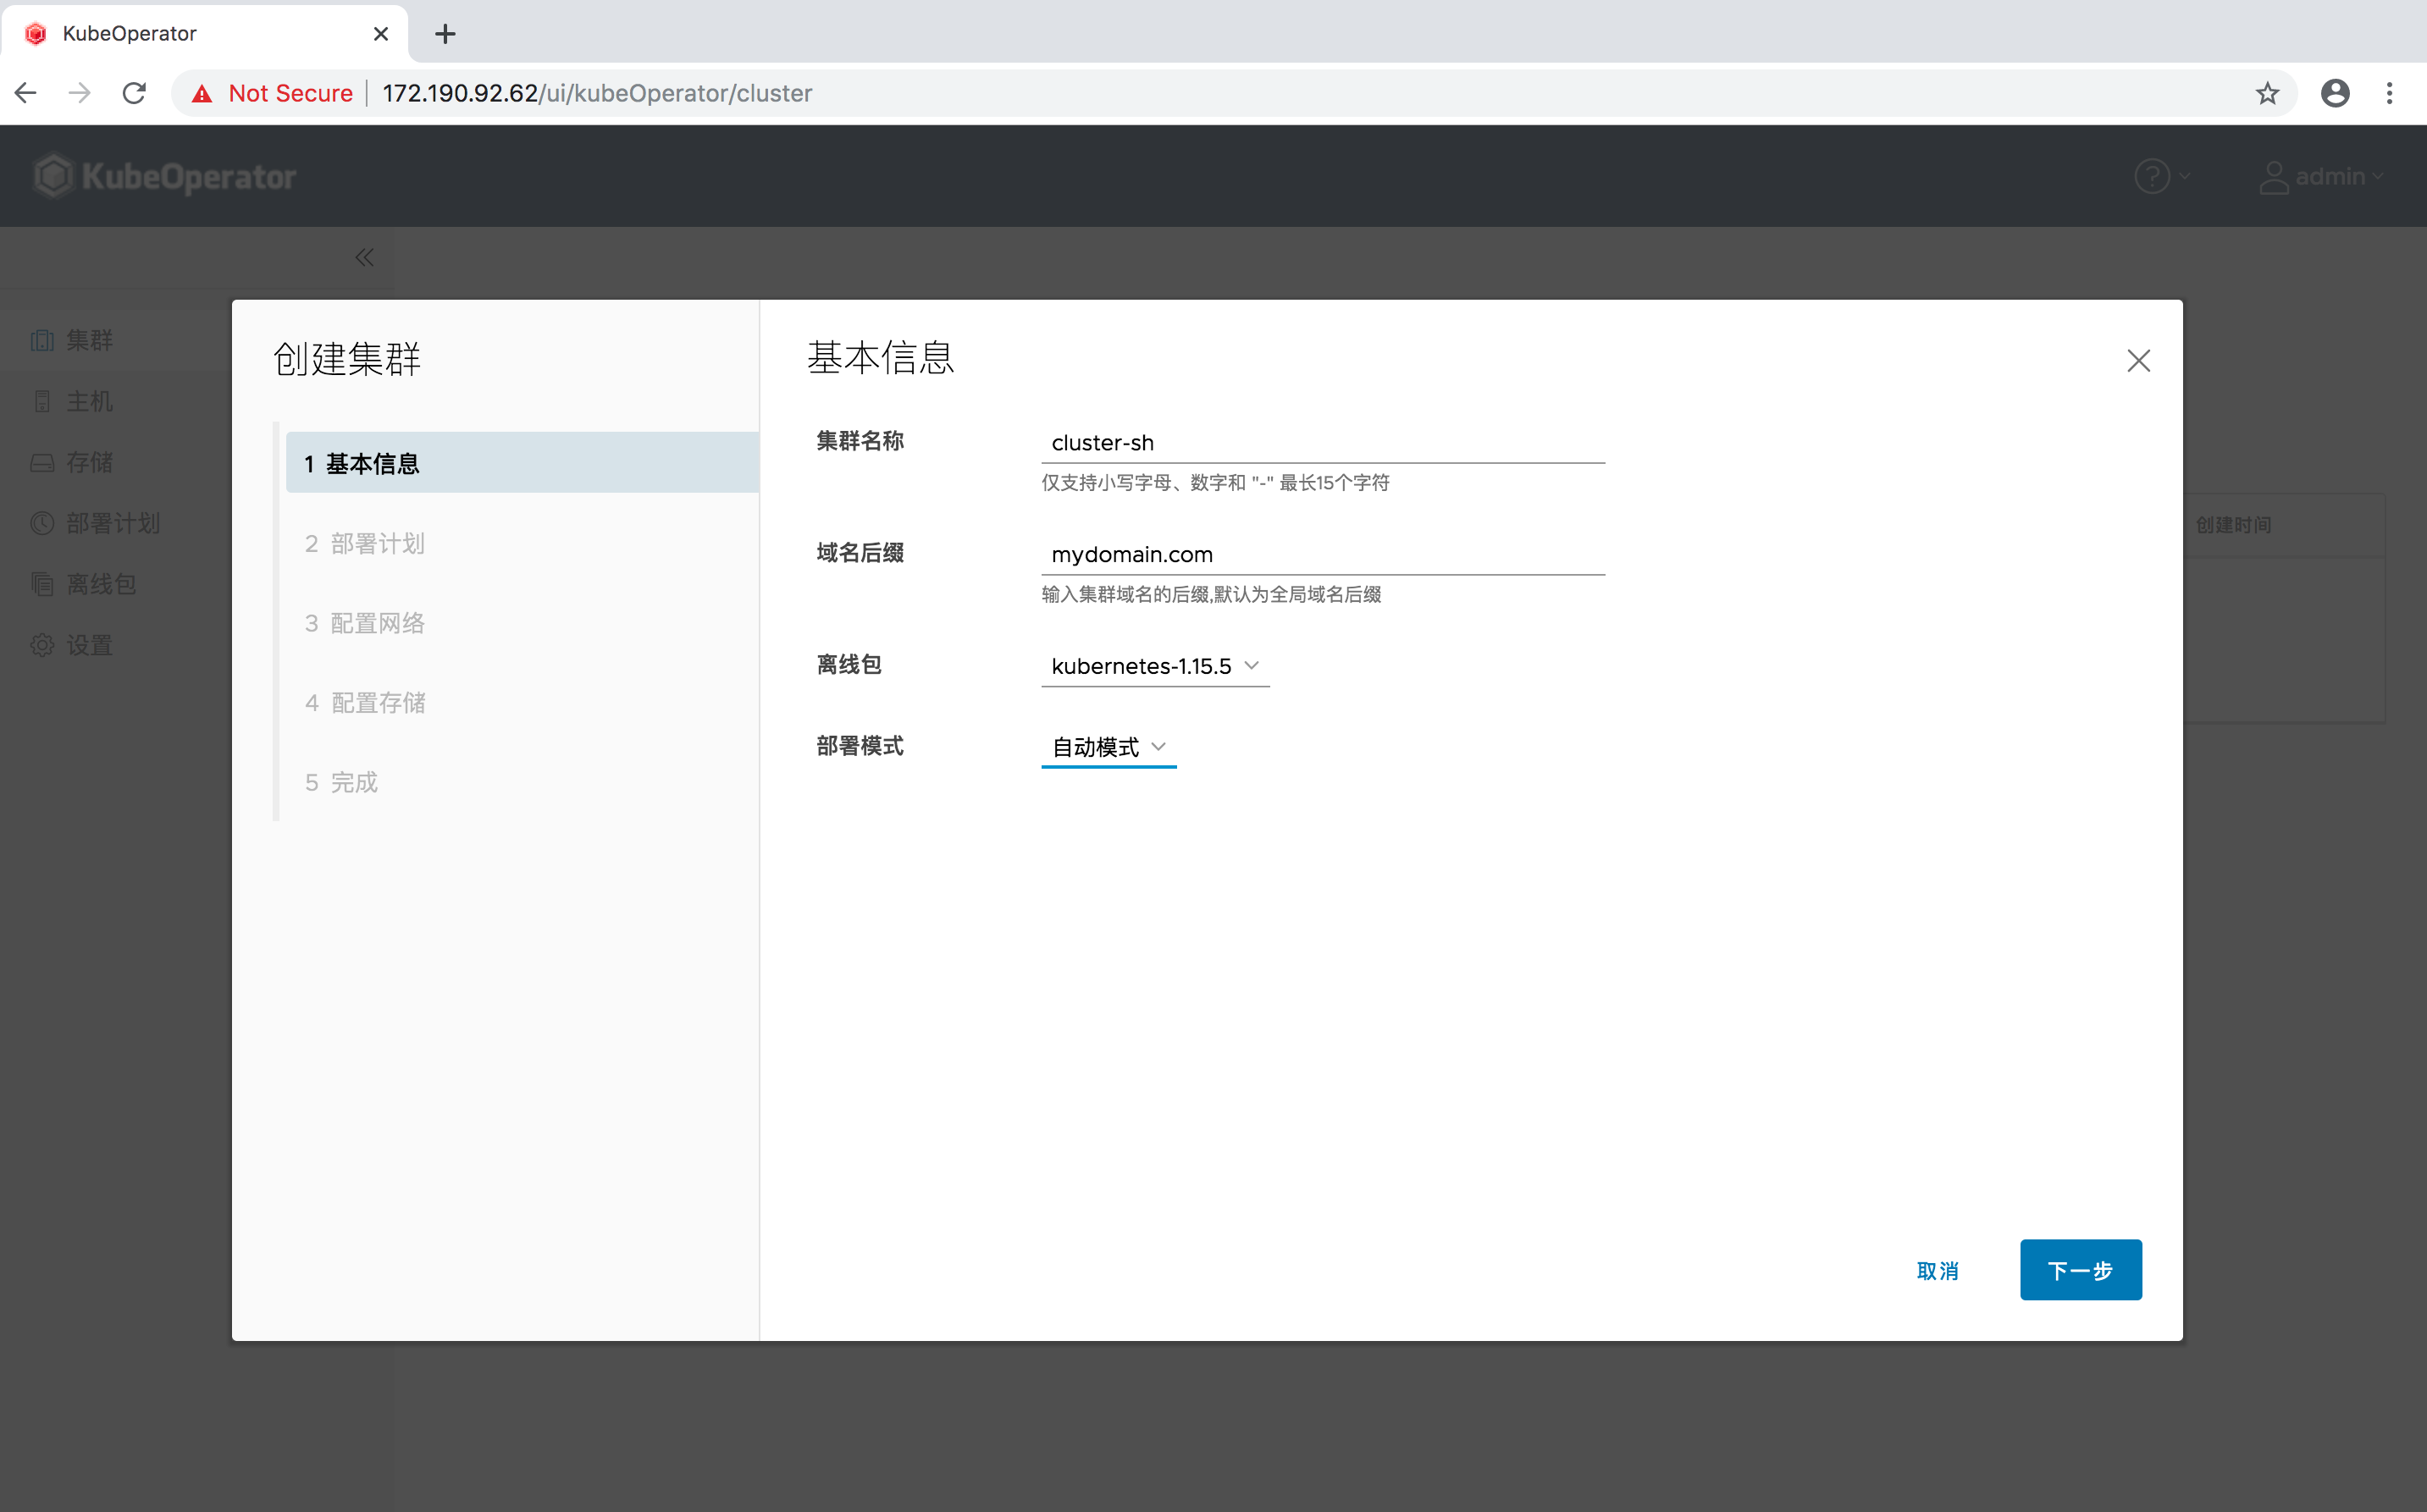 KubeOperator
Not Secure
172.190.92.62/ui/kubeOperator/cluster
KubeOperator
admin
集群
主机
存储
部署计划
离线包
设置
创建时间
创建集群
1 基本信息
2 部署计划
3 配置网络
4 配置存储
5 完成
基本信息
集群名称
cluster-sh
仅支持小写字母、数字和 "-" 最长15个字符
域名后缀
mydomain.com
输入集群域名的后缀,默认为全局域名后缀
离线包
kubernetes-1.15.5
部署模式
自动模式
取消
下一步